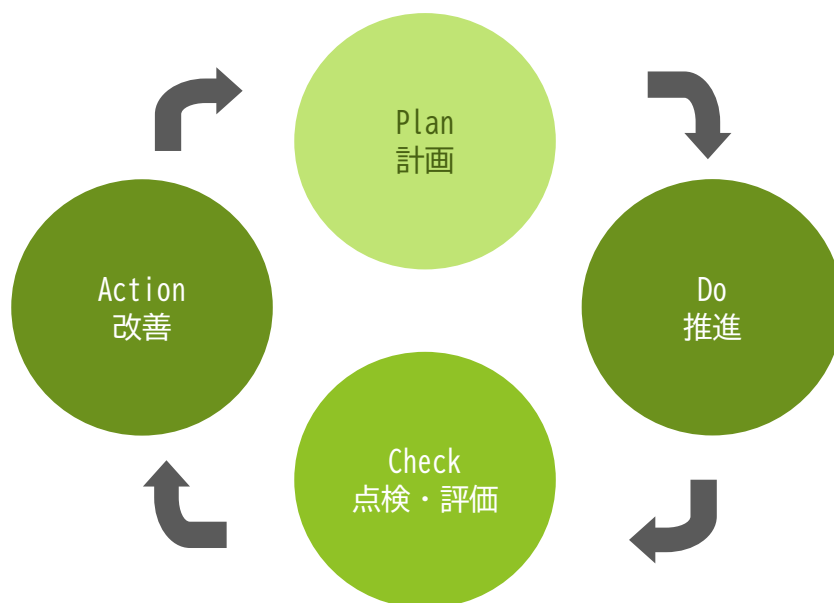 Plan
計画
Do
推進
Check
点検・評価
Action
改善